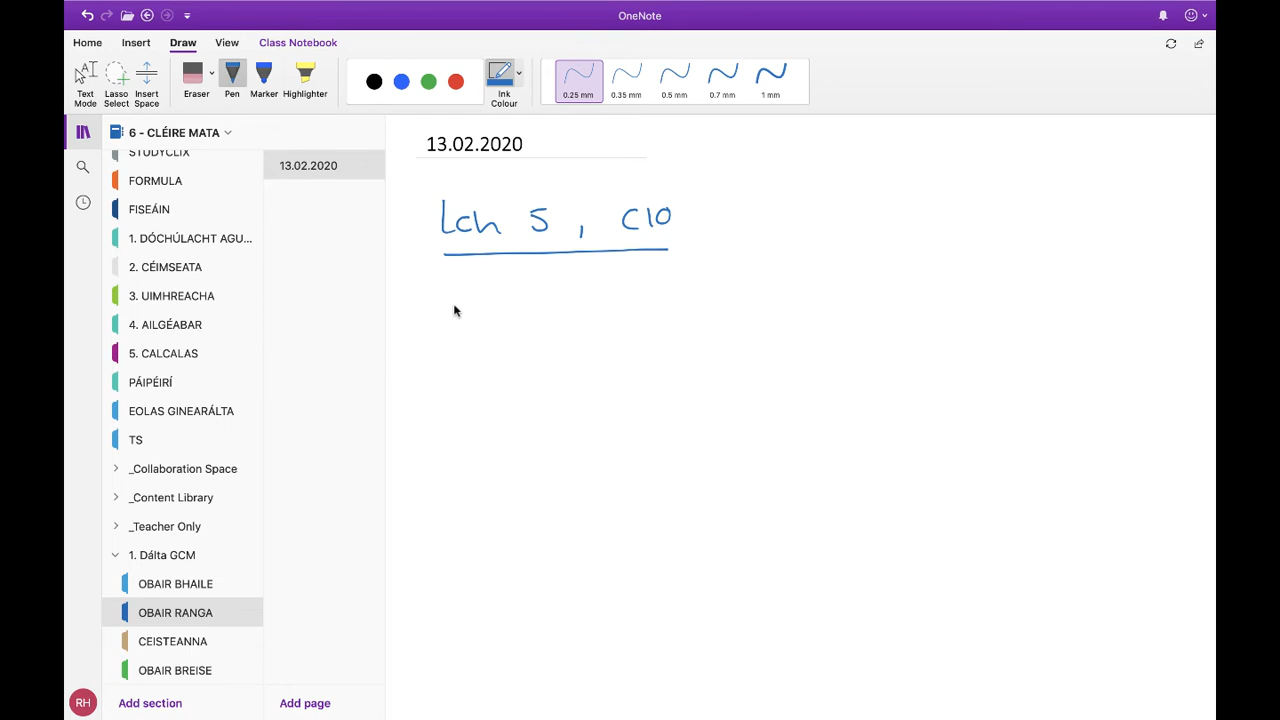 OneNote
Home Insert Draw View Class Notebook
Text Mode
Lasso Select
Insert Space
Eraser
Pen
Marker
Highlighter
Ink Colour
0.25 mm
0.35 mm
0.5 mm
0.7 mm
1 mm
6 - CLÉIRE MATA
STUDYCLIX
FORMULA
FISEÁIN
1. DÓCHÚLACHT AGU...
2. CÉIMSEATA
3. UIMHREACHA
4. AILGÉABAR
5. CALCALAS
PÁIPÉIRÍ
EOLAS GINEARÁLTA
TS
_Collaboration Space
_Content Library
_Teacher Only
1. Dálta GCM
OBAIR BHAILE
OBAIR RANGA
CEISTEANNA
OBAIR BREISE
RH
Add section
13.02.2020
Add page
13.02.2020
Lch 5 , C10